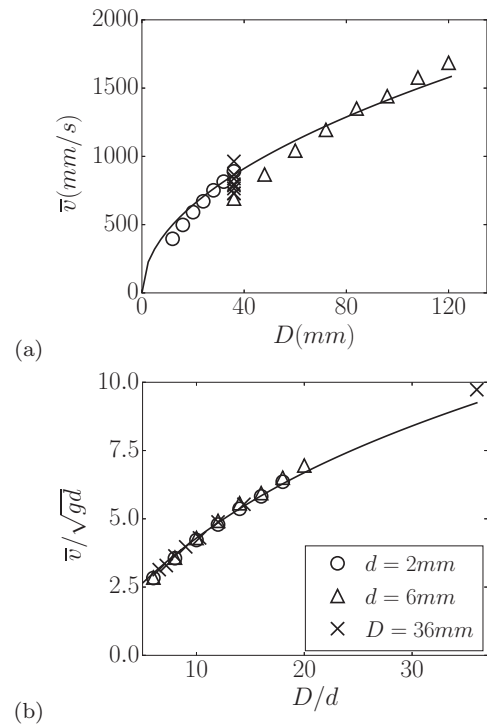 2000
1500
1000
500
0
v̅(mm/s)
0 40 80 120
D(mm)
(a)
10.0
7.5
5.0
2.5
0.0
v̅/√gd
d = 2mm
d = 6mm
D = 36mm
10 20 30
D/d
(b)